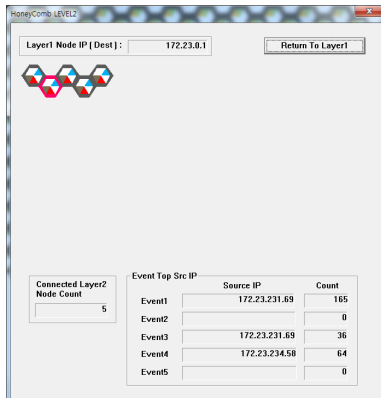 HoneyComb LEVEL2
Layer1 Node IP ( Dest ) : 172.23.0.1 Return To Layer1
Connected Layer2
Node Count
5
Event Top Src IP
Source IP Count
Event1 172.23.231.69 165
Event2 0
Event3 172.23.231.69 36
Event4 172.23.234.58 64
Event5 0